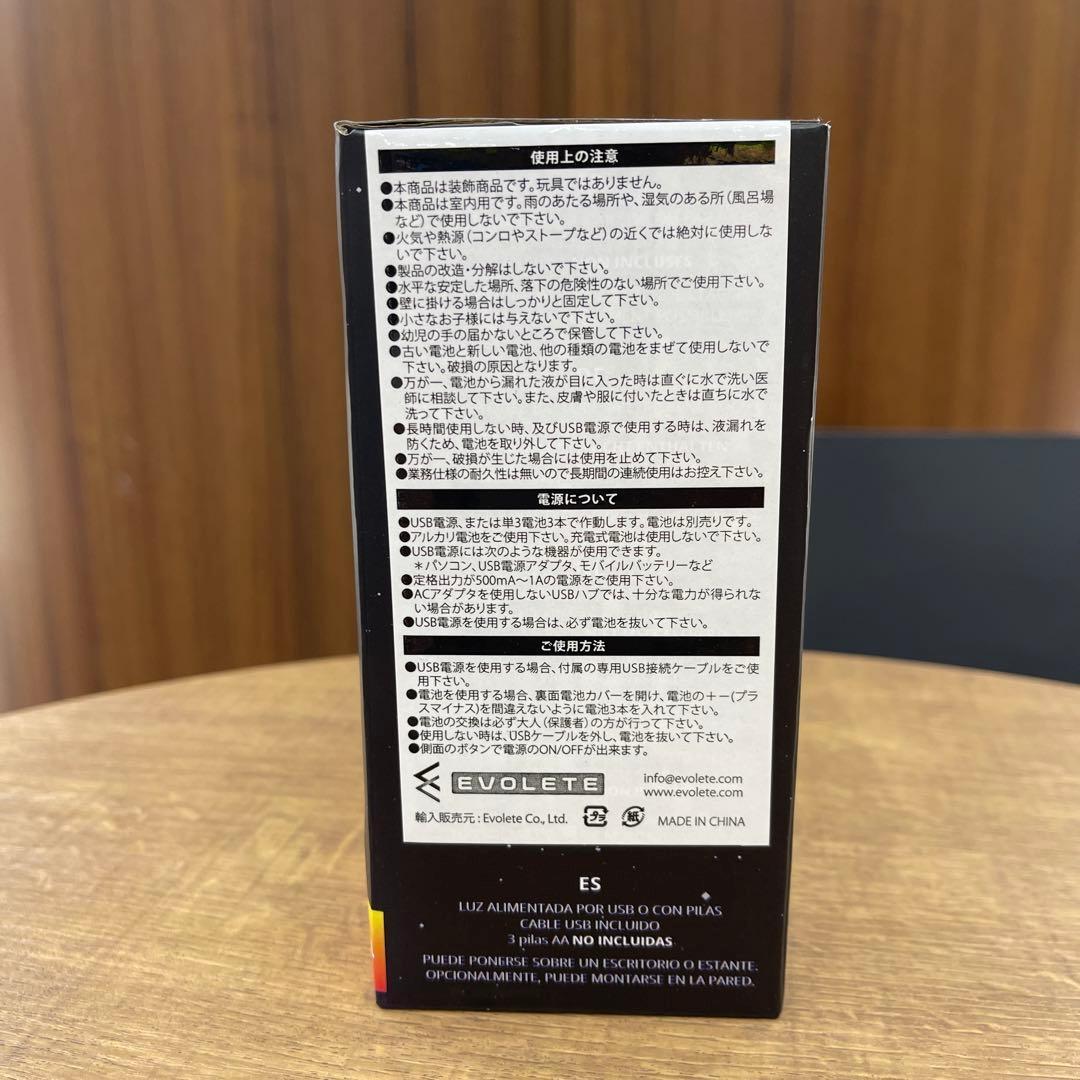 使用上の注意
●本商品は装飾商品です。玩具ではありません。
●本商品は室内用です。雨のあたる場所や、湿気のある所（風呂場
など）で使用しないで下さい。
●火気や熱源（コンロやストーブなど）の近くでは絶対に使用しな
いで下さい。
●製品の改造・分解はしないで下さい。
●水平な安定した場所、落下の危険性のない場所でご使用下さい。
●壁に掛ける場合はしっかりと固定して下さい。
●小さなお子様には与えないで下さい。
●幼児の手の届かないところで保管して下さい。
●古い電池と新しい電池、他の種類の電池をまぜて使用しないで
下さい。破損の原因となります。
●万が一、電池から漏れた液が目に入った時は直ぐに水で洗い医
師に相談して下さい。また、皮膚や服に付いたときは直ちに水で
洗って下さい。
●長時間使用しない時、及びUSB電源で使用する時は、液漏れを
防ぐため、電池を取り外して下さい。
●万が一、破損が生じた場合には使用を止めて下さい。
●業務仕様の耐久性は無いので長期間の連続使用はお控え下さい。
電源について
●USB電源、または単3電池3本で作動します。電池は別売りです。
●アルカリ電池をご使用下さい。充電式電池は使用しないで下さい。
●USB電源には次のような機器が使用できます。
＊パソコン、USB電源アダプタ、モバイルバッテリーなど
●定格出力が500mA～1Aの電源をご使用下さい。
●ACアダプタを使用しないUSBハブでは、十分な電力が得られな
い場合があります。
●USB電源を使用する場合は、必ず電池を抜いて下さい。
ご使用方法
●USB電源を使用する場合、付属の専用USB接続ケーブルをご使
用下さい。
●電池を使用する場合、裏面電池カバーを開け、電池の＋－(プラ
スマイナス)を間違えないように電池3本を入れて下さい。
●電池の交換は必ず大人（保護者）の方が行って下さい。
●使用しない時は、USBケーブルを外し、電池を抜いて下さい。
●側面のボタンで電源のON/OFFが出来ます。
EVOLETE
info@evolete.com
www.evolete.com
輸入販売元：Evolete Co., Ltd. プラ 紙 MADE IN CHINA
ES
LUZ ALIMENTADA POR USB O CON PILAS
CABLE USB INCLUIDO
3 pilas AA NO INCLUIDAS
PUEDE PONERSE SOBRE UN ESCRITORIO O ESTANTE.
OPCIONALMENTE, PUEDE MONTARSE EN LA PARED.